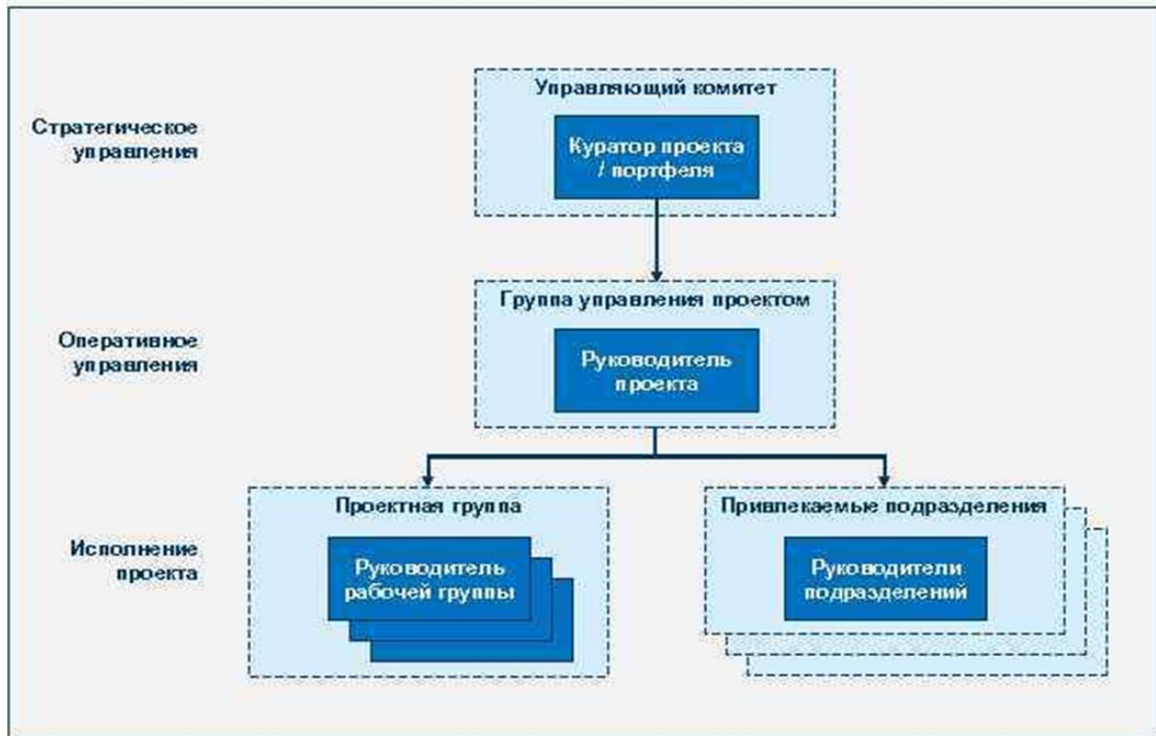 Управляющий комитет
Стратегическое
управления
Куратор проекта
/ портфеля
Группа управления проектом
Оперативное
управления
Руководитель
проекта
Проектная группа
Привлекаемые подразделения
Исполнение
проекта
Руководитель
рабочей группы
Руководители
подразделений